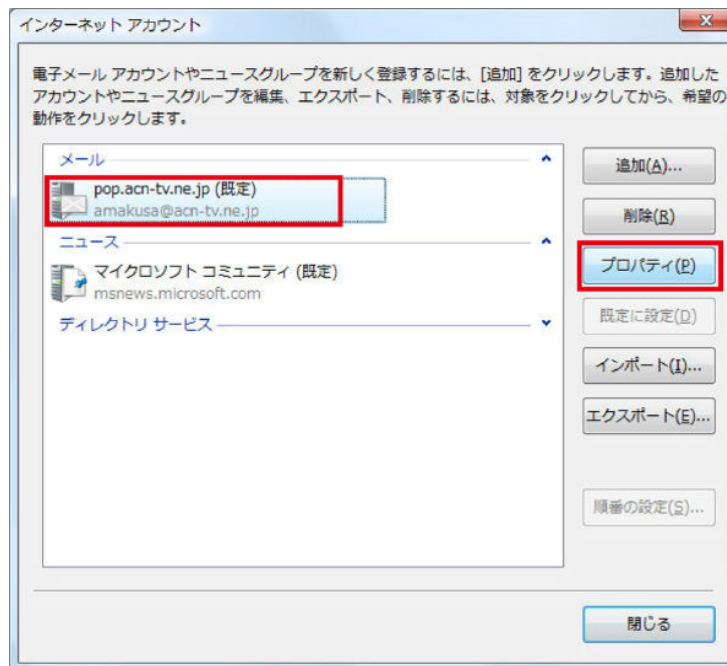 インターネット アカウント
電子メール アカウントやニュースグループを新しく登録するには、[追加] をクリックします。追加した
アカウントやニュースグループを編集、エクスポート、削除するには、対象をクリックしてから、希望の
動作をクリックします。
メール
pop.acn-tv.ne.jp (既定)
amakusa@acn-tv.ne.jp
ニュース
マイクロソフト コミュニティ (既定)
msnews.microsoft.com
ディレクトリ サービス
追加(A)...
削除(R)
プロパティ(P)
既定に設定(D)
インポート(I)...
エクスポート(E)...
順番の設定(S)...
閉じる